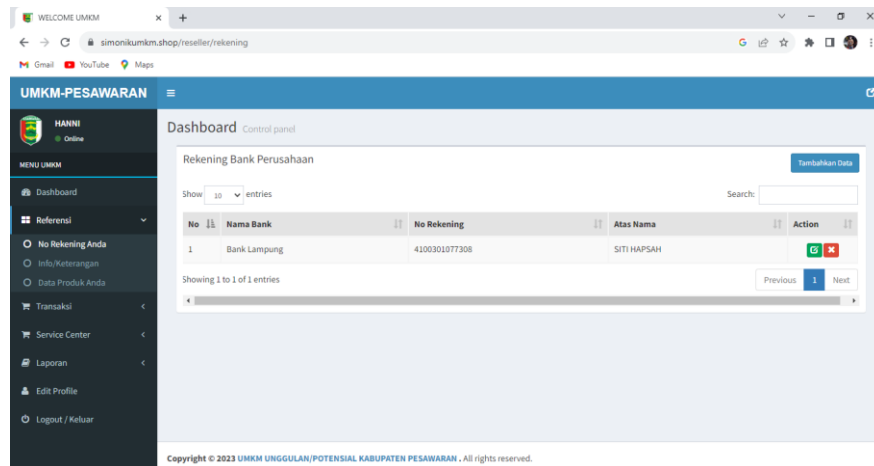 WELCOME UMKM
simonikumkm.shop/reseller/rekening
Gmail YouTube Maps
UMKM-PESAWARAN
HANNI
Online
MENU UMKM
Dashboard
Referensi
No Rekening Anda
Info/Keterangan
Data Produk Anda
Transaksi
Service Center
Laporan
Edit Profile
Logout / Keluar
Dashboard Control panel
Rekening Bank Perusahaan
Tambahkan Data
Show 10 entries
Search:
No Nama Bank No Rekening Atas Nama Action
1 Bank Lampung 4100301077308 SITI HAPSAH
Showing 1 to 1 of 1 entries
Previous 1 Next
Copyright © 2023 UMKM UNGGULAN/POTENSIAL KABUPATEN PESAWARAN . All rights reserved.